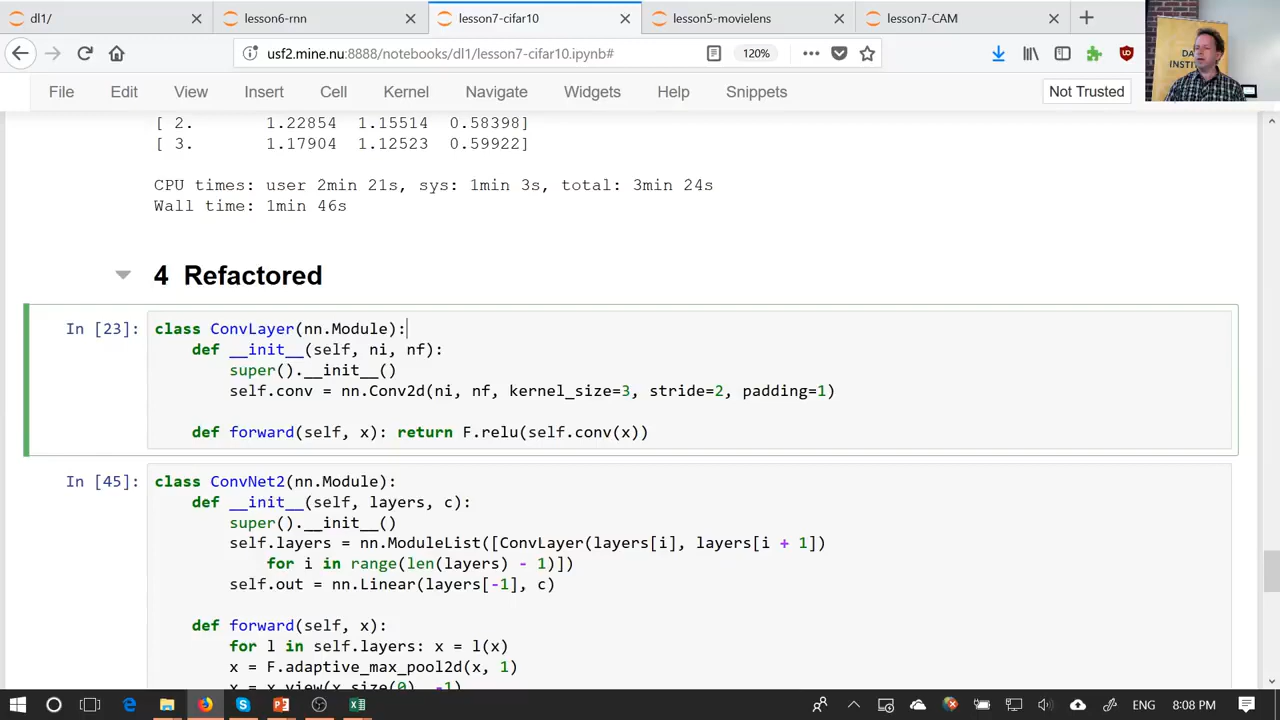 dl1/
lesson6-rnn
lesson7-cifar10
lesson5-movielens
lesson7-CAM
usf2.mine.nu:8888/notebooks/dl1/lesson7-cifar10.ipynb#
120%
File Edit View Insert Cell Kernel Navigate Widgets Help Snippets
Not Trusted
[ 2. 1.22854 1.15514 0.58398]
[ 3. 1.17904 1.12523 0.59922]
CPU times: user 2min 21s, sys: 1min 3s, total: 3min 24s
Wall time: 1min 46s
4 Refactored
In [23]:
class ConvLayer(nn.Module):
def __init__(self, ni, nf):
super().__init__()
self.conv = nn.Conv2d(ni, nf, kernel_size=3, stride=2, padding=1)
def forward(self, x): return F.relu(self.conv(x))
In [45]:
class ConvNet2(nn.Module):
def __init__(self, layers, c):
super().__init__()
self.layers = nn.ModuleList([ConvLayer(layers[i], layers[i + 1])
for i in range(len(layers) - 1)])
self.out = nn.Linear(layers[-1], c)
def forward(self, x):
for l in self.layers: x = l(x)
x = F.adaptive_max_pool2d(x, 1)
x = x.view(x.size(0), -1)
ENG
8:08 PM